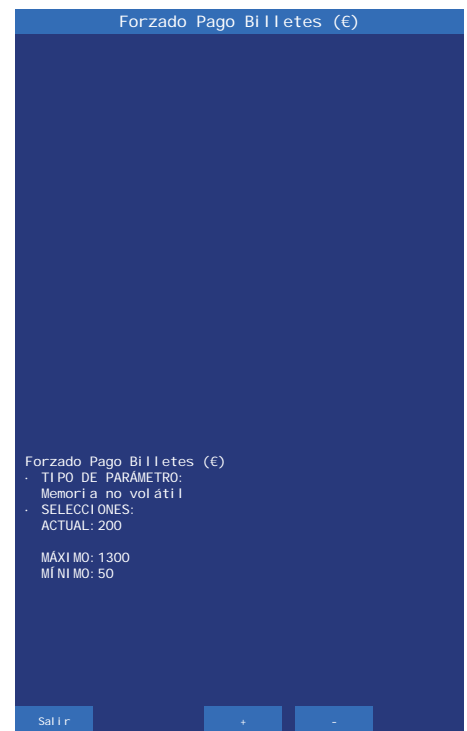 Forzado Pago Billetes (€)
Forzado Pago Billetes (€)
· TIPO DE PARÁMETRO:
Memoria no volátil
· SELECCIONES:
ACTUAL: 200
MÁXIMO: 1300
MÍNIMO: 50
Salir + -